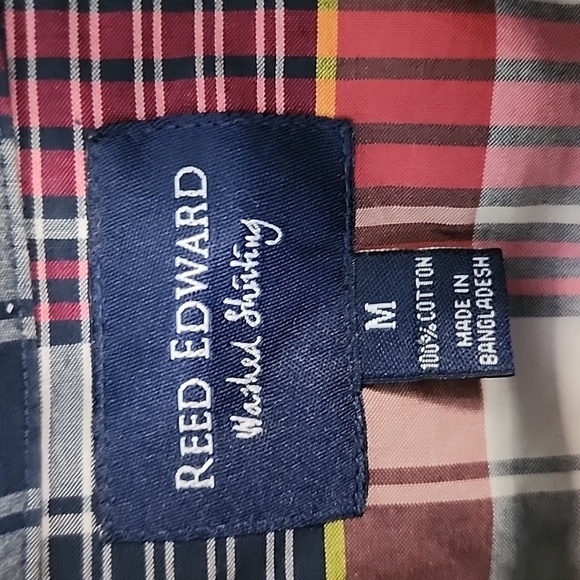 REED EDWARD
Washed Shirting
M
100% COTTON
MADE IN
BANGLADESH